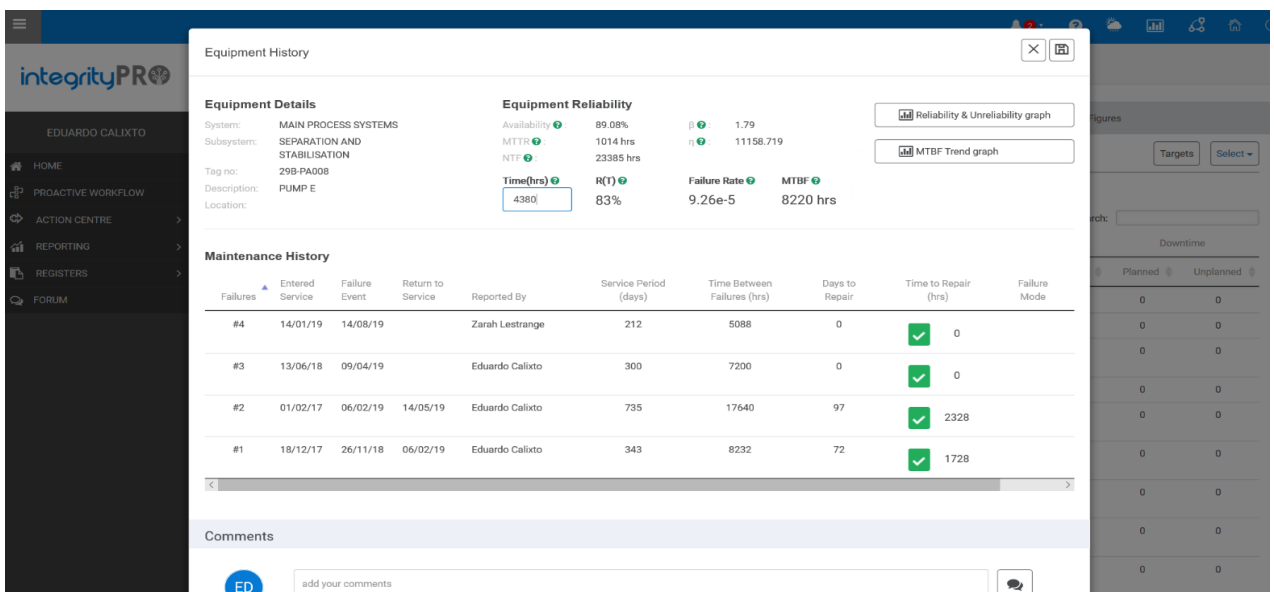 2
Equipment History
integrityPRO
EDUARDO CALIXTO
HOME
PROACTIVE WORKFLOW
ACTION CENTRE
REPORTING
REGISTERS
FORUM
Equipment Details
System: MAIN PROCESS SYSTEMS
Subsystem: SEPARATION AND
STABILISATION
Tag no: 29B-PA008
Description: PUMP E
Location:
Equipment Reliability
Availability : 89.08% β : 1.79
MTTR : 1014 hrs η : 11158.719
NTF : 23385 hrs
Time(hrs) R(T) Failure Rate MTBF
4380 83% 9.26e-5 8220 hrs
Reliability & Unreliability graph
MTBF Trend graph
Figures
Targets Select
rch:
Downtime
Planned Unplanned
0 0
0 0
0 0
0 0
0 0
0 0
0 0
0 0
0 0
Maintenance History
Failures Entered Service Failure Event Return to Service Reported By Service Period (days) Time Between Failures (hrs) Days to Repair Time to Repair (hrs) Failure Mode
#4 14/01/19 14/08/19 Zarah Lestrange 212 5088 0 0
#3 13/06/18 09/04/19 Eduardo Calixto 300 7200 0 0
#2 01/02/17 06/02/19 14/05/19 Eduardo Calixto 735 17640 97 2328
#1 18/12/17 26/11/18 06/02/19 Eduardo Calixto 343 8232 72 1728
Comments
ED
add your comments